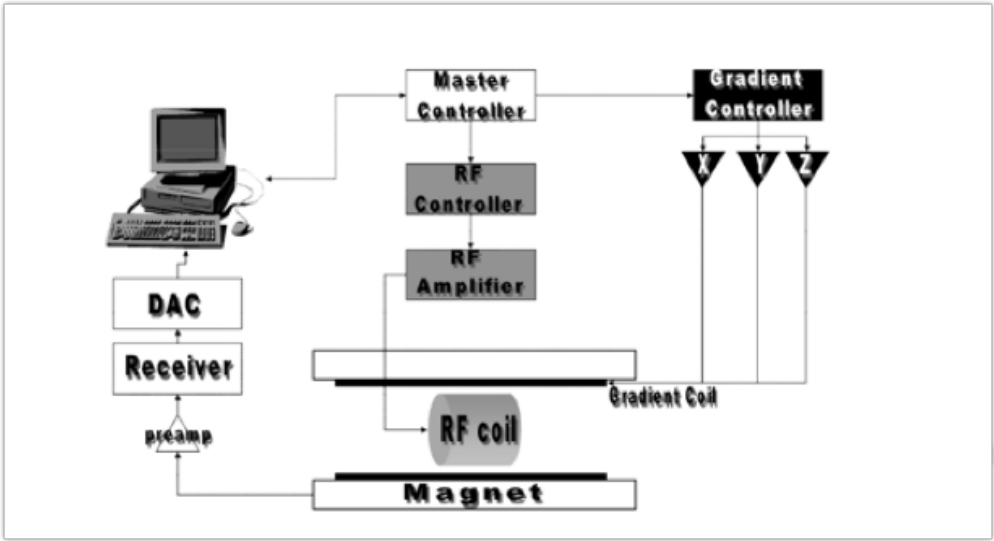 Master
Controller
Gradient
Controller
X Y Z
RF
Controller
RF
Amplifier
DAC
Receiver
preamp
Gradient Coil
RF coil
Magnet